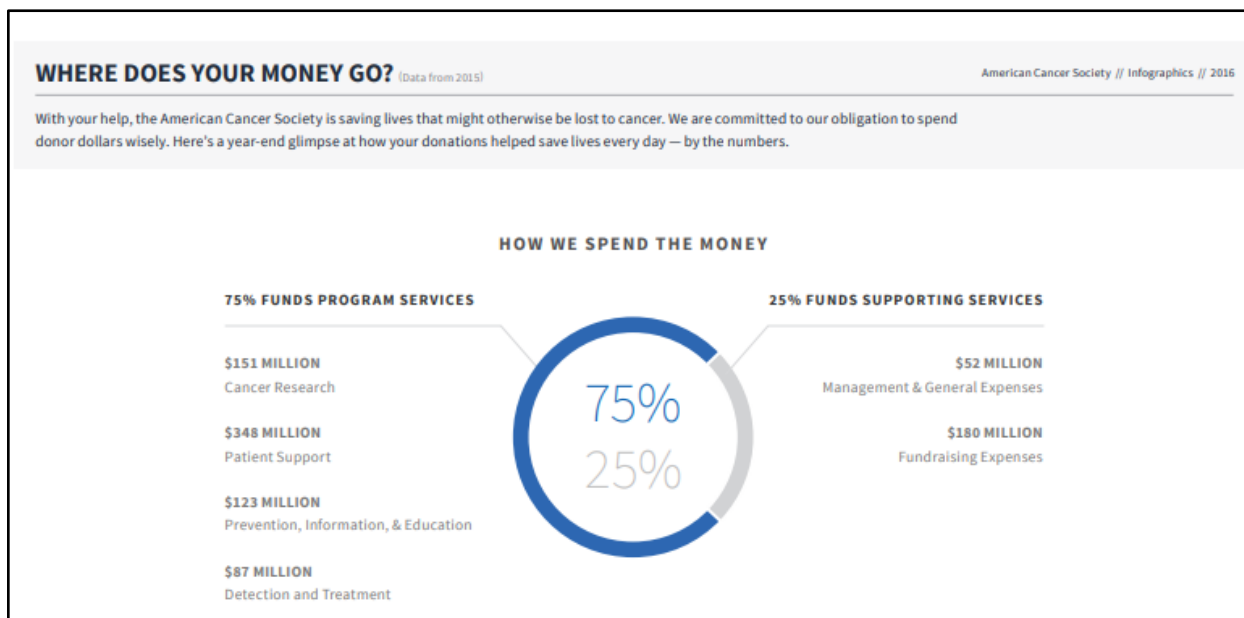 WHERE DOES YOUR MONEY GO? (Data from 2015)
American Cancer Society // Infographics // 2016
With your help, the American Cancer Society is saving lives that might otherwise be lost to cancer. We are committed to our obligation to spend
donor dollars wisely. Here's a year-end glimpse at how your donations helped save lives every day — by the numbers.
HOW WE SPEND THE MONEY
75% FUNDS PROGRAM SERVICES
$151 MILLION
Cancer Research
$348 MILLION
Patient Support
$123 MILLION
Prevention, Information, & Education
$87 MILLION
Detection and Treatment
75%
25%
25% FUNDS SUPPORTING SERVICES
$52 MILLION
Management & General Expenses
$180 MILLION
Fundraising Expenses